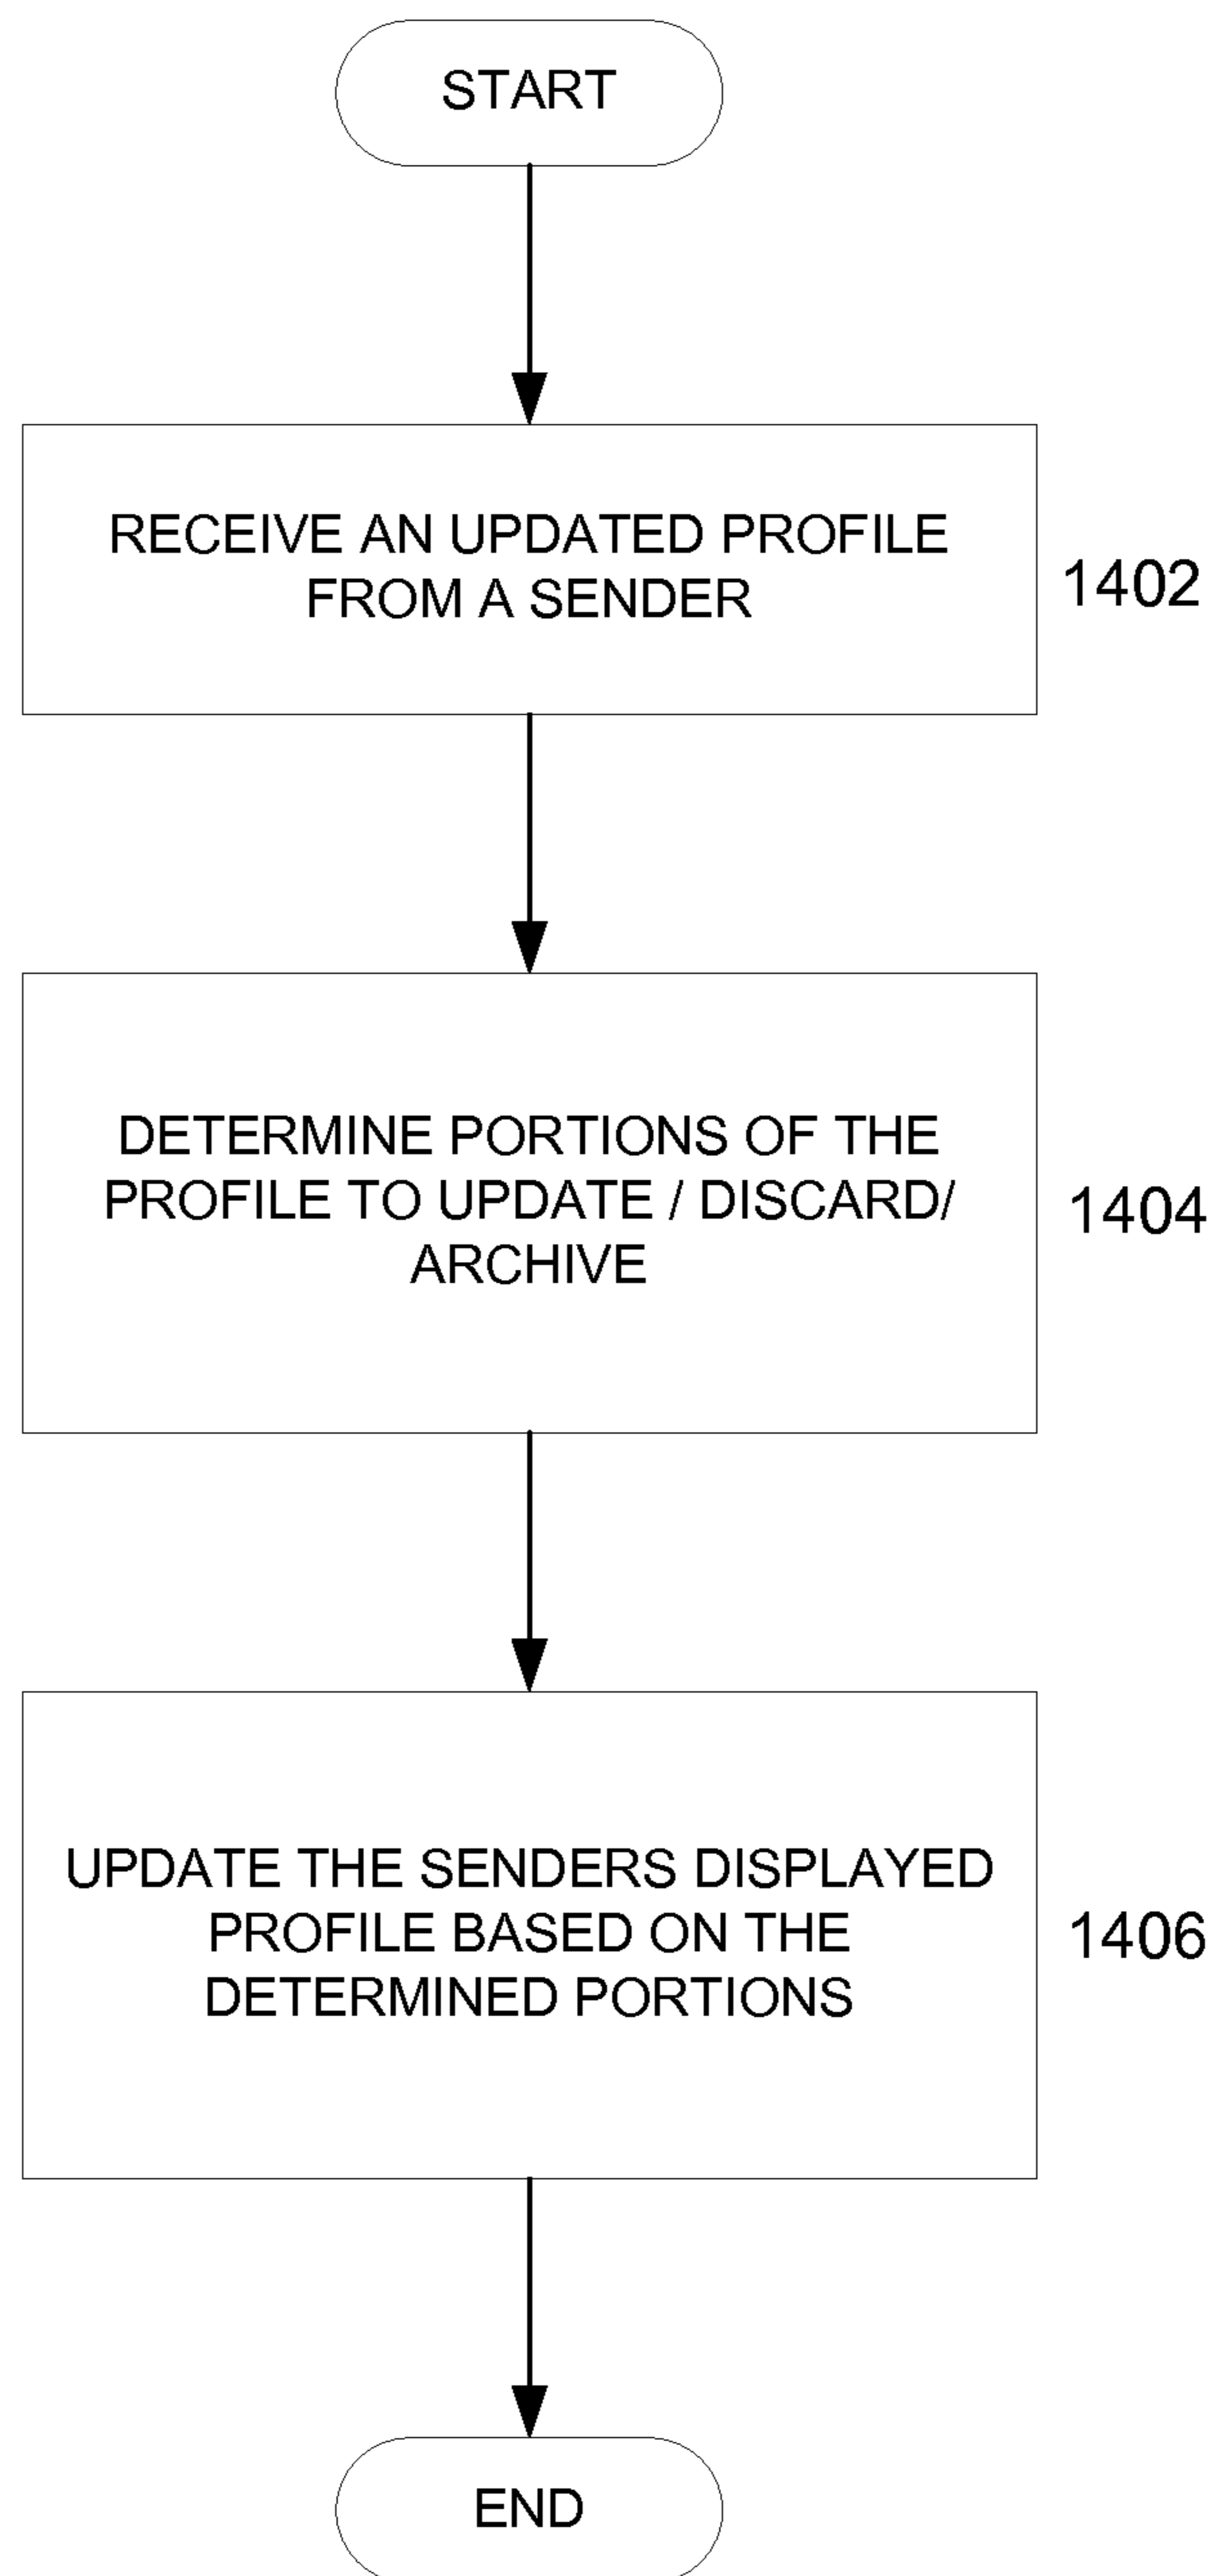 START
RECEIVE AN UPDATED PROFILE
FROM A SENDER
1402
DETERMINE PORTIONS OF THE
PROFILE TO UPDATE / DISCARD/
ARCHIVE
1404
UPDATE THE SENDERS DISPLAYED
PROFILE BASED ON THE
DETERMINED PORTIONS
1406
END